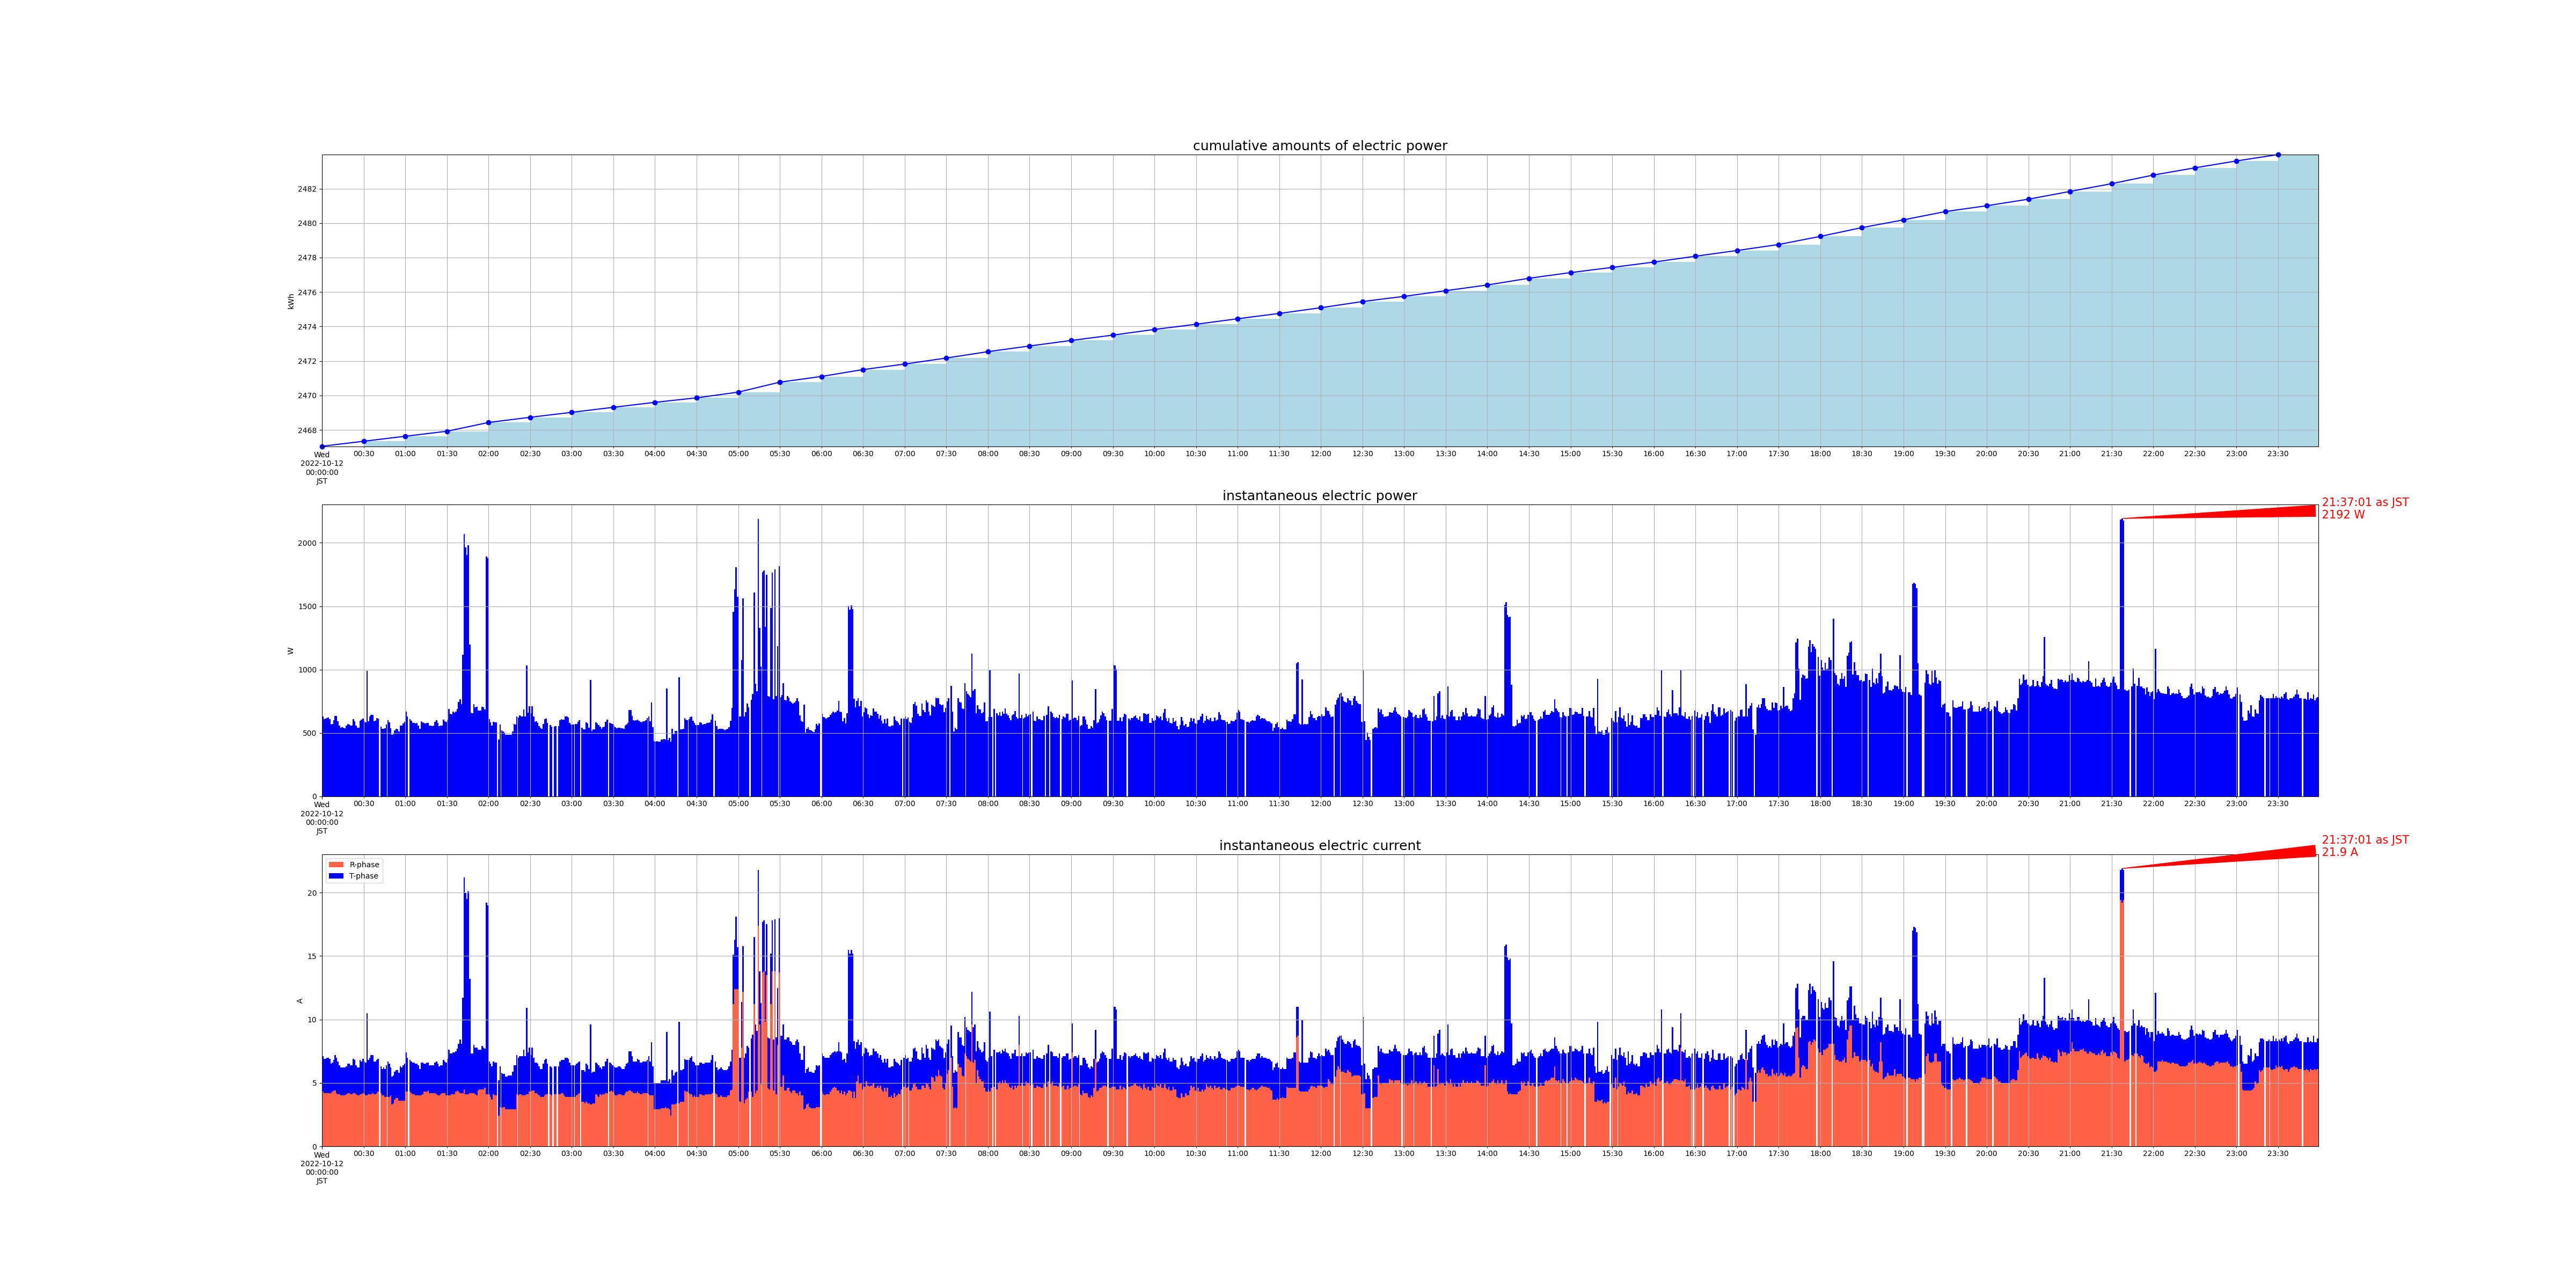 cumulative amounts of electric power
2482
2480
2478
2476
2474
2472
2470
2468
kWh
Wed
2022-10-12
00:00:00
JST
00:30 01:00 01:30 02:00 02:30 03:00 03:30 04:00 04:30 05:00 05:30 06:00 06:30 07:00 07:30 08:00 08:30 09:00 09:30 10:00 10:30 11:00 11:30 12:00 12:30 13:00 13:30 14:00 14:30 15:00 15:30 16:00 16:30 17:00 17:30 18:00 18:30 19:00 19:30 20:00 20:30 21:00 21:30 22:00 22:30 23:00 23:30
instantaneous electric power
21:37:01 as JST
2192 W
2000
1500
1000
500
0
W
Wed
2022-10-12
00:00:00
JST
00:30 01:00 01:30 02:00 02:30 03:00 03:30 04:00 04:30 05:00 05:30 06:00 06:30 07:00 07:30 08:00 08:30 09:00 09:30 10:00 10:30 11:00 11:30 12:00 12:30 13:00 13:30 14:00 14:30 15:00 15:30 16:00 16:30 17:00 17:30 18:00 18:30 19:00 19:30 20:00 20:30 21:00 21:30 22:00 22:30 23:00 23:30
instantaneous electric current
21:37:01 as JST
21.9 A
R-phase
T-phase
20
15
10
5
0
A
Wed
2022-10-12
00:00:00
JST
00:30 01:00 01:30 02:00 02:30 03:00 03:30 04:00 04:30 05:00 05:30 06:00 06:30 07:00 07:30 08:00 08:30 09:00 09:30 10:00 10:30 11:00 11:30 12:00 12:30 13:00 13:30 14:00 14:30 15:00 15:30 16:00 16:30 17:00 17:30 18:00 18:30 19:00 19:30 20:00 20:30 21:00 21:30 22:00 22:30 23:00 23:30